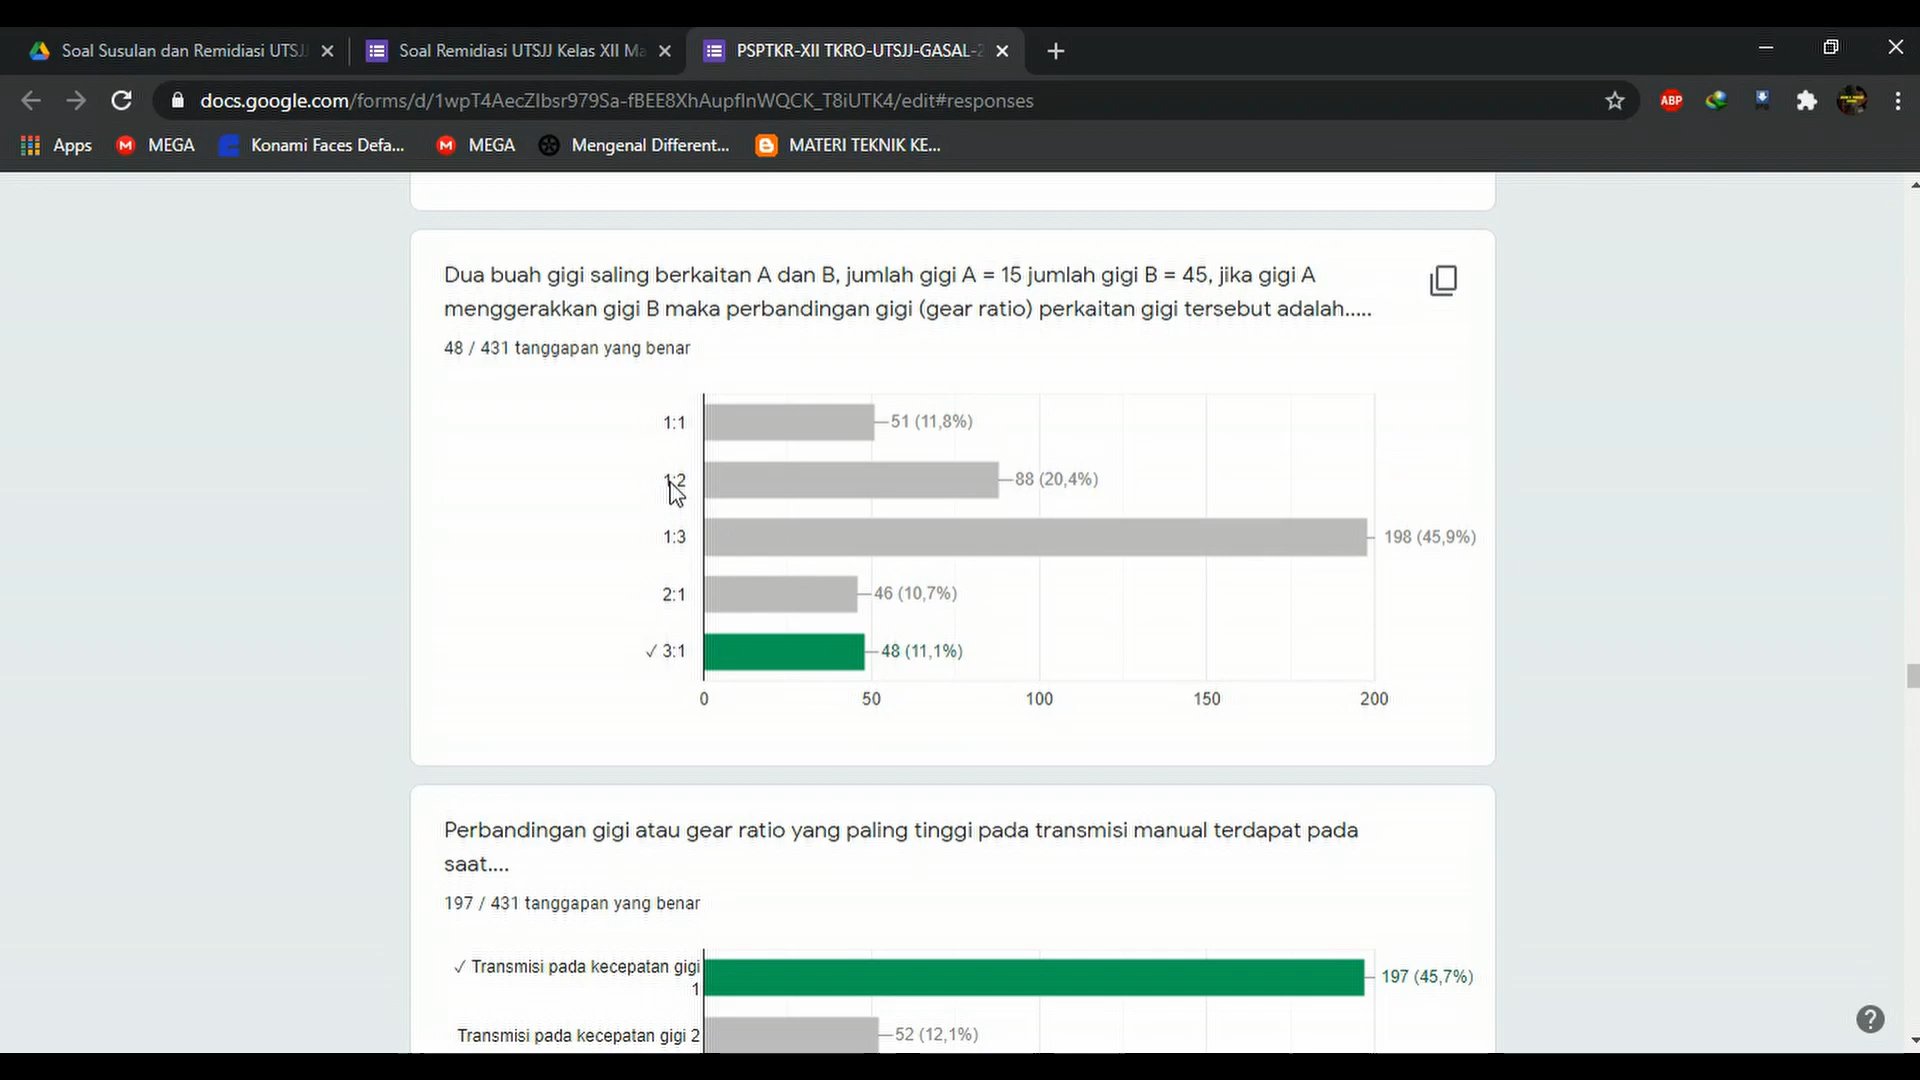 Soal Susulan dan Remidiasi UTSJJ
Soal Remidiasi UTSJJ Kelas XII Ma
PSPTKR-XII TKRO-UTSJJ-GASAL-2
docs.google.com/forms/d/1wpT4AecZIbsr979Sa-fBEE8XhAupfInWQCK_T8iUTK4/edit#responses
ABP
Apps
MEGA
Konami Faces Defa...
MEGA
Mengenal Different...
MATERI TEKNIK KE...
Dua buah gigi saling berkaitan A dan B, jumlah gigi A = 15 jumlah gigi B = 45, jika gigi A
menggerakkan gigi B maka perbandingan gigi (gear ratio) perkaitan gigi tersebut adalah.....
48 / 431 tanggapan yang benar
1:1
51 (11,8%)
1:2
88 (20,4%)
1:3
198 (45,9%)
2:1
46 (10,7%)
✓ 3:1
48 (11,1%)
0 50 100 150 200
Perbandingan gigi atau gear ratio yang paling tinggi pada transmisi manual terdapat pada
saat....
197 / 431 tanggapan yang benar
✓ Transmisi pada kecepatan gigi
1
197 (45,7%)
Transmisi pada kecepatan gigi 2
52 (12,1%)